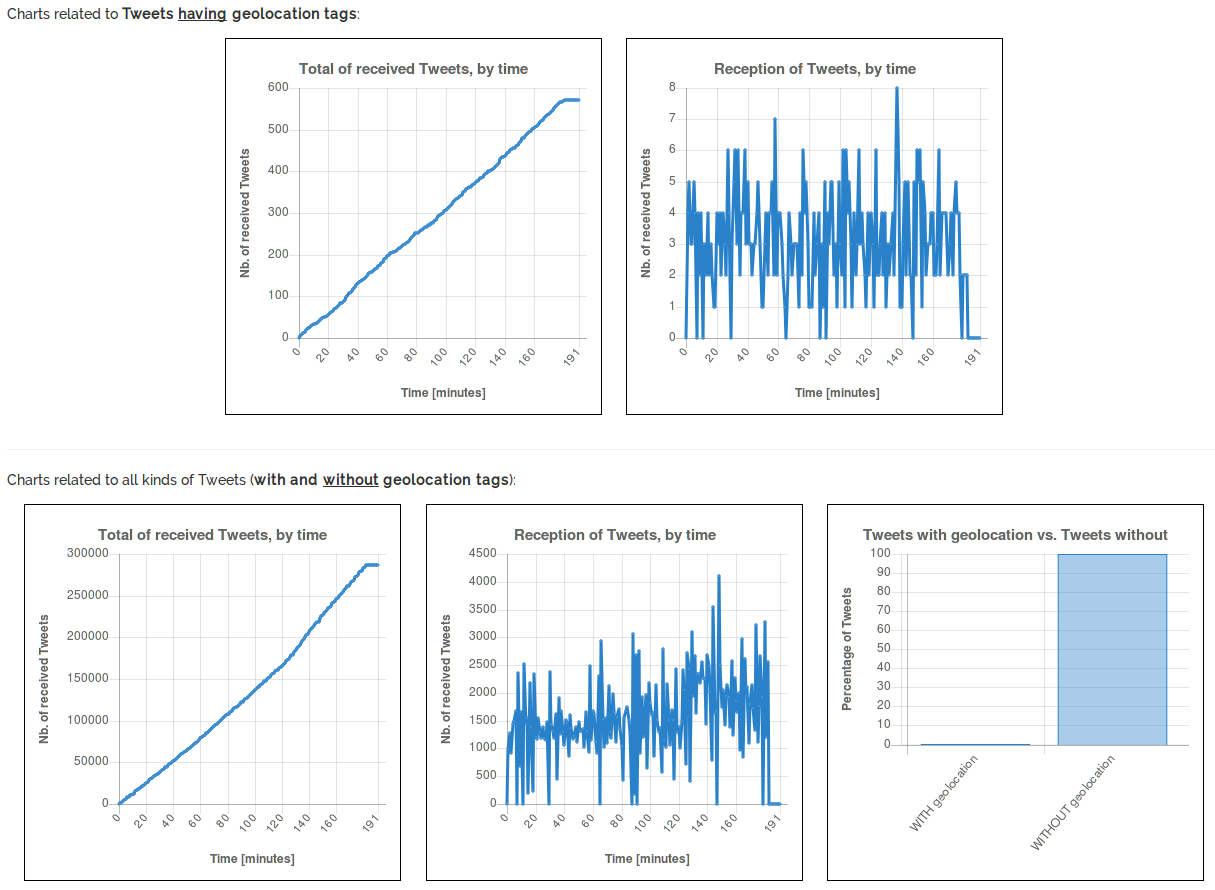 Charts related to Tweets having geolocation tags:
Total of received Tweets, by time
Nb. of received Tweets
600
500
400
300
200
100
0
0 20 40 60 80 100 120 140 160 191
Time [minutes]
Reception of Tweets, by time
Nb. of received Tweets
8
7
6
5
4
3
2
1
0
0 20 40 60 80 100 120 140 160 191
Time [minutes]
Charts related to all kinds of Tweets (with and without geolocation tags):
Total of received Tweets, by time
Nb. of received Tweets
300000
250000
200000
150000
100000
50000
0
0 20 40 60 80 100 120 140 160 191
Time [minutes]
Reception of Tweets, by time
Nb. of received Tweets
4500
4000
3500
3000
2500
2000
1500
1000
500
0
0 20 40 60 80 100 120 140 160 191
Time [minutes]
Tweets with geolocation vs. Tweets without
Percentage of Tweets
100
90
80
70
60
50
40
30
20
10
0
WITH geolocation
WITHOUT geolocation